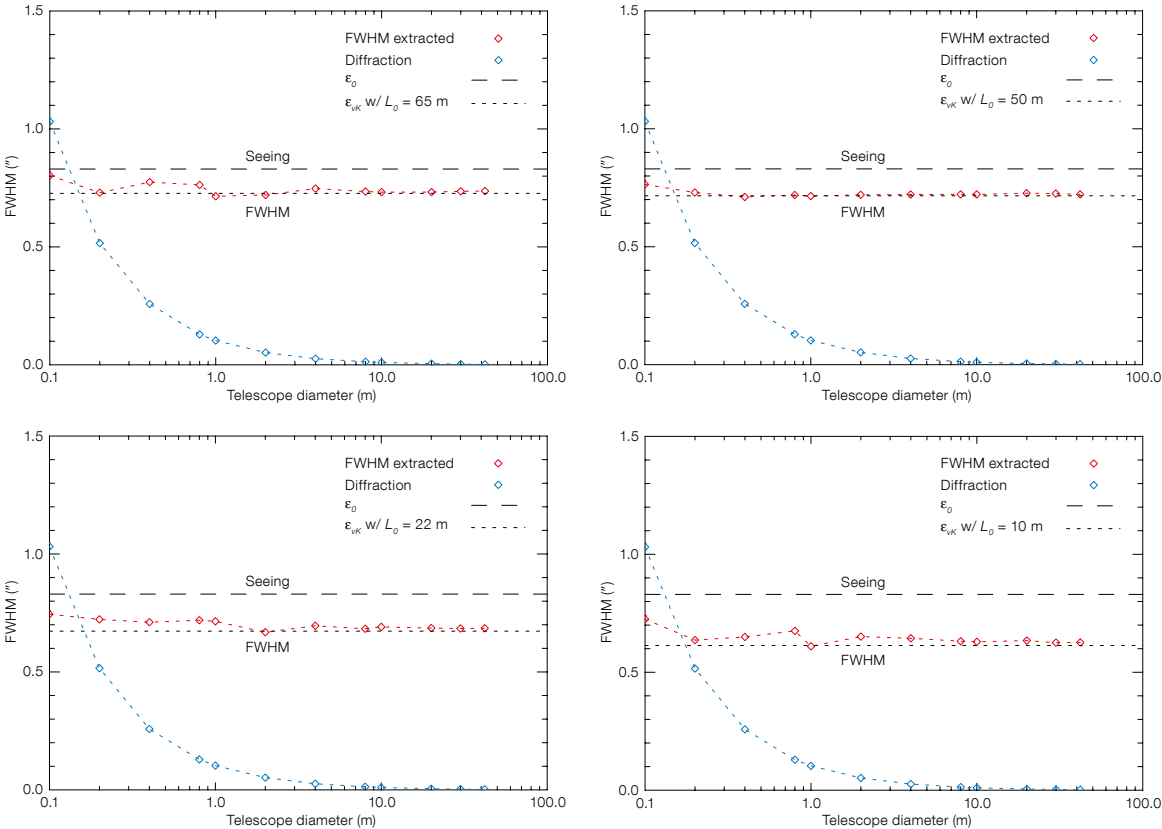 1.5
1.0
0.5
0.0
FWHM (″)
FWHM extracted
Diffraction
ε0
εvK w/ L0 = 65 m
Seeing
FWHM
0.1
1.0
10.0
100.0
Telescope diameter (m)
1.5
1.0
0.5
0.0
FWHM (″)
FWHM extracted
Diffraction
ε0
εvK w/ L0 = 50 m
Seeing
FWHM
0.1
1.0
10.0
100.0
Telescope diameter (m)
1.5
1.0
0.5
0.0
FWHM (″)
FWHM extracted
Diffraction
ε0
εvK w/ L0 = 22 m
Seeing
FWHM
0.1
1.0
10.0
100.0
Telescope diameter (m)
1.5
1.0
0.5
0.0
FWHM (″)
FWHM extracted
Diffraction
ε0
εvK w/ L0 = 10 m
Seeing
FWHM
0.1
1.0
10.0
100.0
Telescope diameter (m)